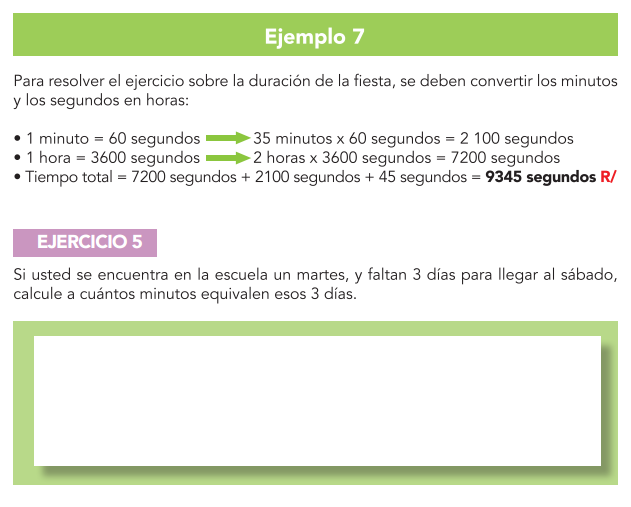 Ejemplo 7
Para resolver el ejercicio sobre la duración de la fiesta, se deben convertir los minutos
y los segundos en horas:
• 1 minuto = 60 segundos 35 minutos x 60 segundos = 2 100 segundos
• 1 hora = 3600 segundos 2 horas x 3600 segundos = 7200 segundos
• Tiempo total = 7200 segundos + 2100 segundos + 45 segundos = 9345 segundos R/
EJERCICIO 5
Si usted se encuentra en la escuela un martes, y faltan 3 días para llegar al sábado,
calcule a cuántos minutos equivalen esos 3 días.